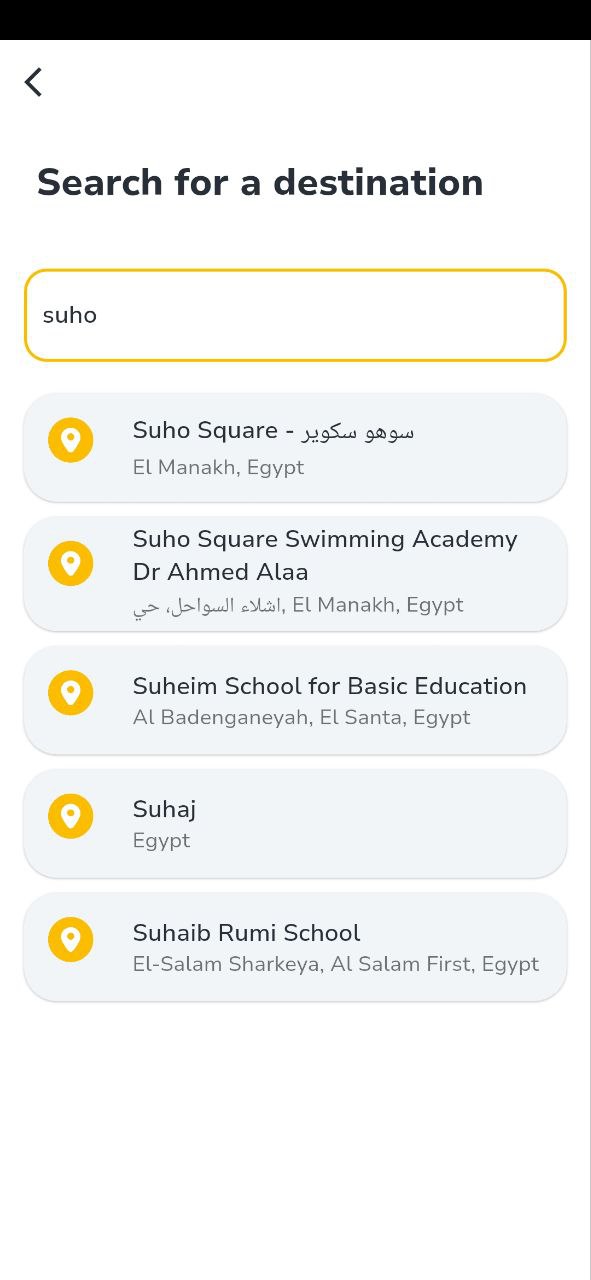 Search for a destination
suho
Suho Square - سوهو سكوير
El Manakh, Egypt
Suho Square Swimming Academy
Dr Ahmed Alaa
اشلاء السواحل، حي, El Manakh, Egypt
Suheim School for Basic Education
Al Badenganeyah, El Santa, Egypt
Suhaj
Egypt
Suhaib Rumi School
El-Salam Sharkeya, Al Salam First, Egypt